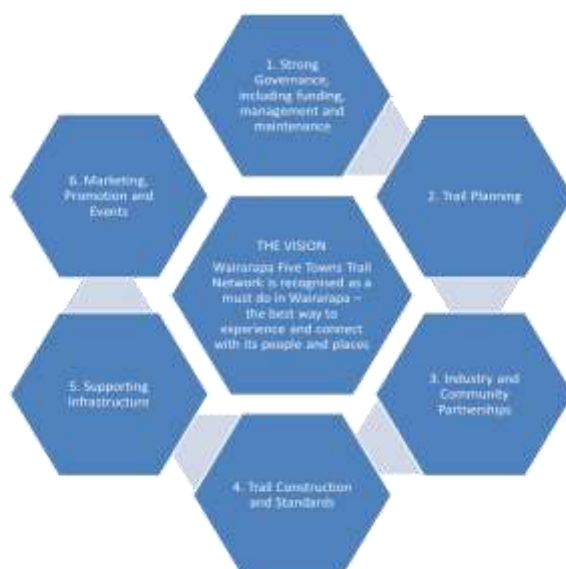 1. Strong
Governance,
including funding,
management and
maintenance
6. Marketing,
Promotion and
Events
2. Trail Planning
THE VISION
Wairarapa Five Towns Trail
Network is recognised as a
must do in Wairarapa –
the best way to
experience and connect
with its people and places
5. Supporting
Infrastructure
3. Industry and
Community
Partnerships
4. Trail Construction
and Standards